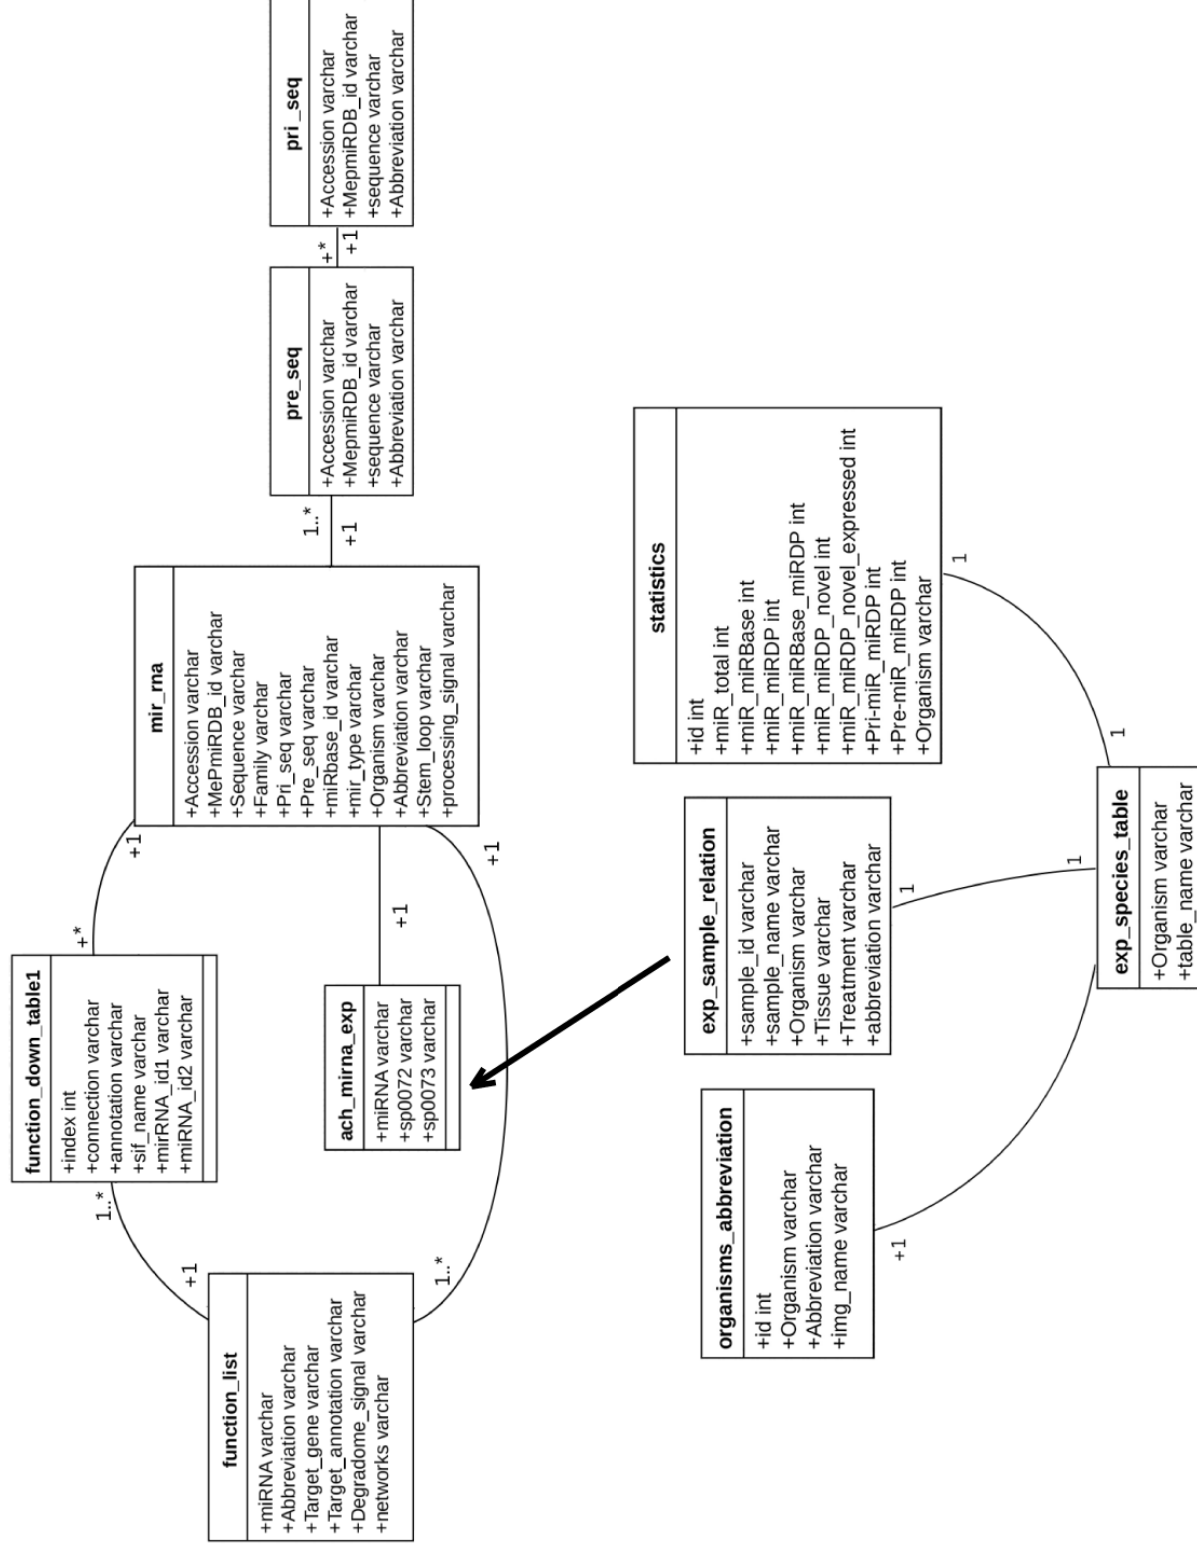 function_list
+miRNA varchar
+Abbreviation varchar
+Target_gene varchar
+Target_annotation varchar
+Degradome_signal varchar
+networks varchar
1..*
+1
function_down_table1
+index int
+connection varchar
+annotation varchar
+sif_name varchar
+mirRNA_id1 varchar
+miRNA_id2 varchar
+*
+1
ach_mirna_exp
+miRNA varchar
+sp0072 varchar
+sp0073 varchar
+1
1..*
+1
mir_rna
+Accession varchar
+MePmiRDB_id varchar
+Sequence varchar
+Family varchar
+Pri_seq varchar
+Pre_seq varchar
+miRbase_id varchar
+mir_type varchar
+Organism varchar
+Abbreviation varchar
+Stem_loop varchar
+processing_signal varchar
1..*
+1
pre_seq
+Accession varchar
+MepmiRDB_id varchar
+sequence varchar
+Abbreviation varchar
+*
+1
pri _seq
+Accession varchar
+MepmiRDB_id varchar
+sequence varchar
+Abbreviation varchar
organisms_abbreviation
+id int
+Organism varchar
+Abbreviation varchar
+img_name varchar
+1
exp_sample_relation
+sample_id varchar
+sample_name varchar
+Organism varchar
+Tissue varchar
+Treatment varchar
+abbreviation varchar
1
1
statistics
+id int
+miR_total int
+miR_miRBase int
+miR_miRDP int
+miR_miRBase_miRDP int
+miR_miRDP_novel int
+miR_miRDP_novel_expressed int
+Pri-miR_miRDP int
+Pre-miR_miRDP int
+Organism varchar
1
1
exp_species_table
+Organism varchar
+table_name varchar